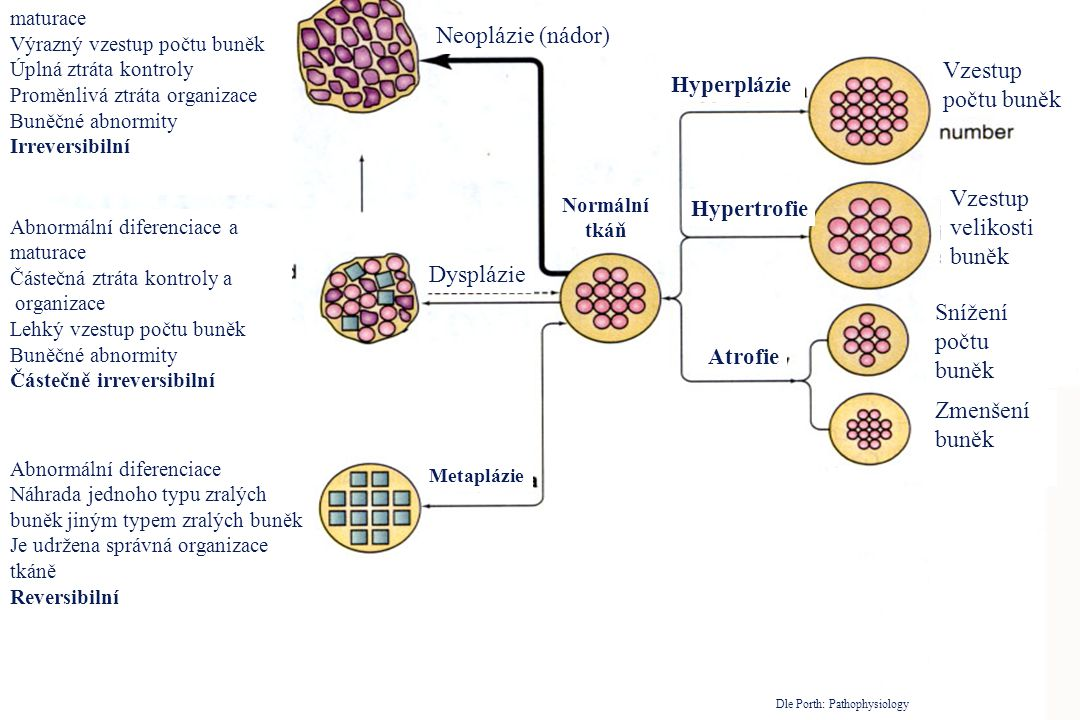 maturace
Výrazný vzestup počtu buněk
Úplná ztráta kontroly
Proměnlivá ztráta organizace
Buněčné abnormity
Irreversibilní
Neoplázie (nádor)
Hyperplázie
Vzestup
počtu buněk
number
Normální
tkáň
Hypertrofie
Vzestup
velikosti
buněk
Abnormální diferenciace a
maturace
Částečná ztráta kontroly a
organizace
Lehký vzestup počtu buněk
Buněčné abnormity
Částečně irreversibilní
Dysplázie
Atrofie
Snížení
počtu
buněk
Zmenšení
buněk
Abnormální diferenciace
Náhrada jednoho typu zralých
buněk jiným typem zralých buněk
Je udržena správná organizace
tkáně
Reversibilní
Metaplázie
Dle Porth: Pathophysiology